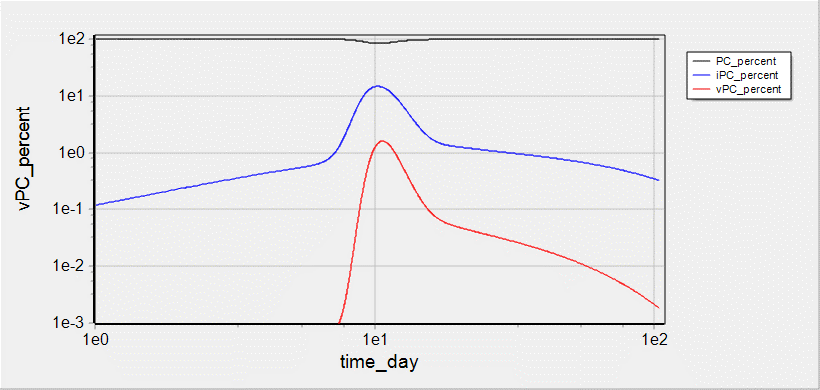 1e2
1e1
1e0
1e-1
1e-2
1e-3
vPC_percent
1e0
1e1
1e2
time_day
PC_percent
iPC_percent
vPC_percent